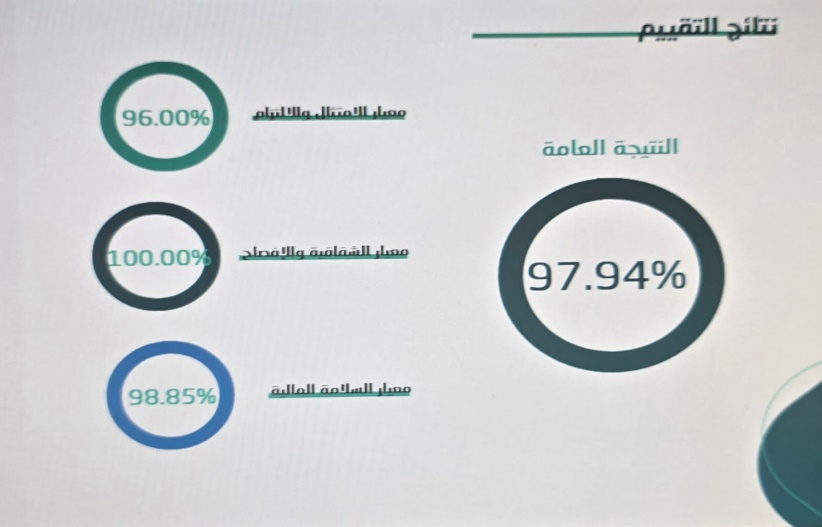 نتائج التقييم
النتيجة العامة
97.94%
معيار الامتثال والالتزام
96.00%
معيار الشفافية والإفصاح
100.00%
معيار السلامة المالية
98.85%